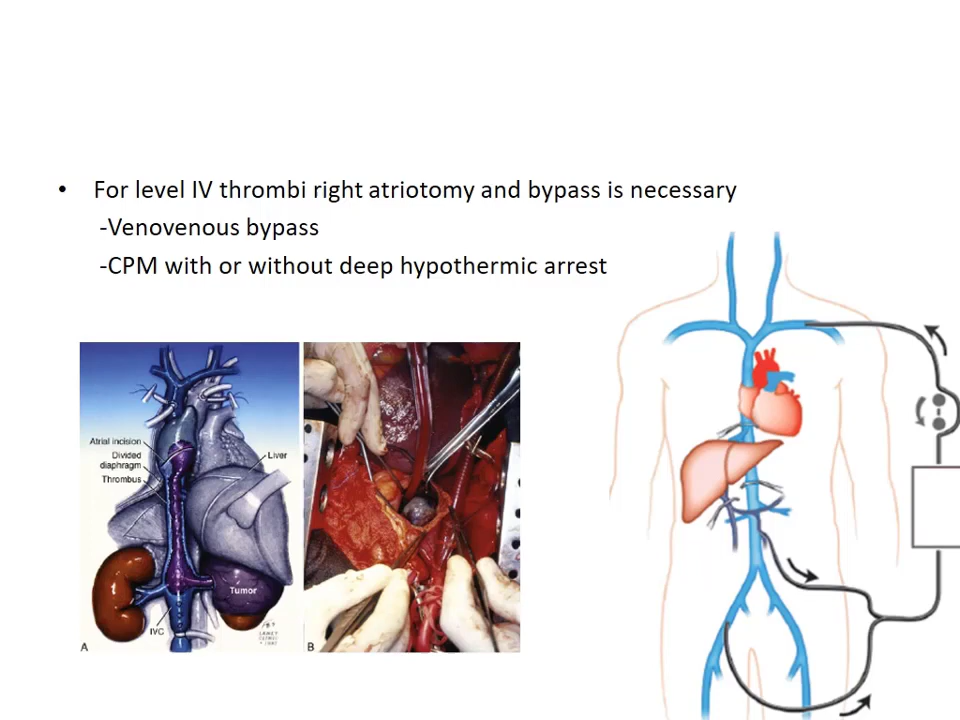 • For level IV thrombi right atriotomy and bypass is necessary
-Venovenous bypass
-CPM with or without deep hypothermic arrest
Atrial incision
Divided
diaphragm
Thrombus
Liver
Tumor
IVC
A
B